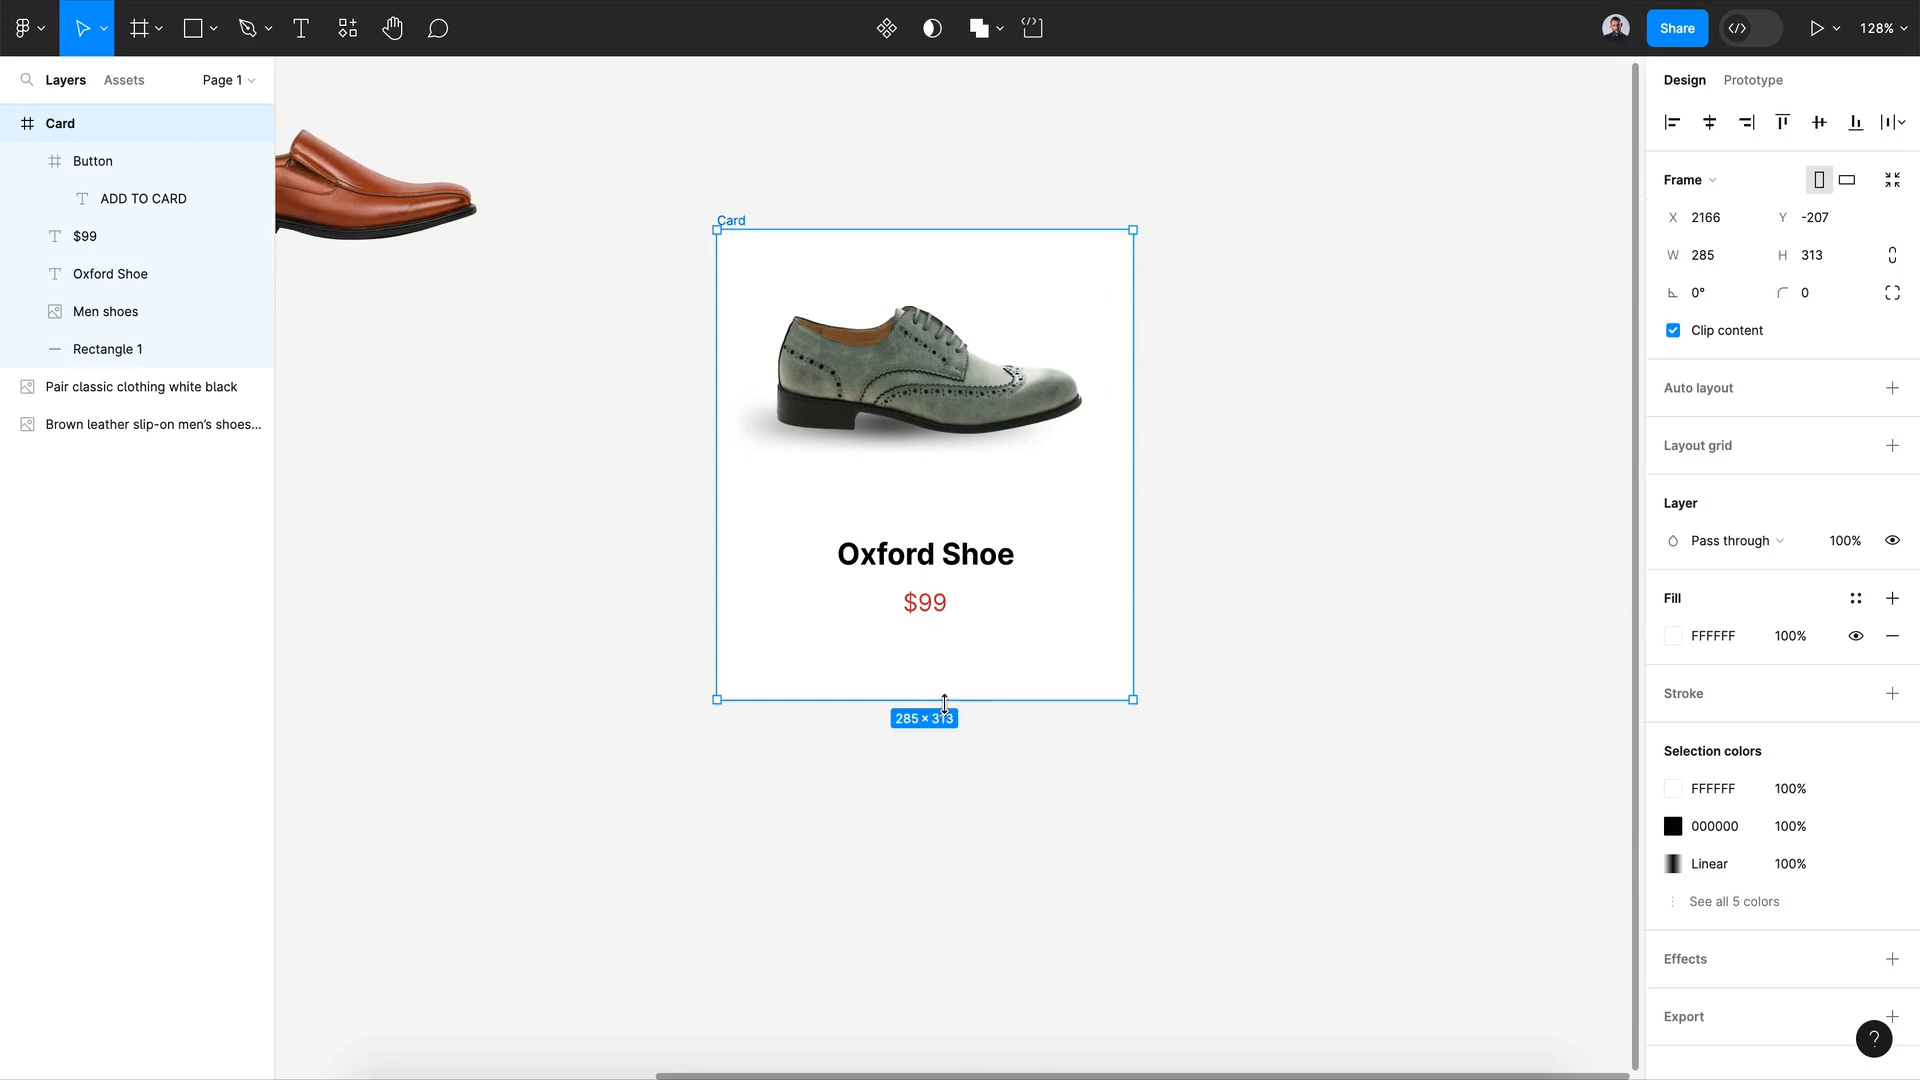 Share
128%
Layers
Assets
Page 1
Card
Button
ADD TO CARD
$99
Oxford Shoe
Men shoes
Rectangle 1
Pair classic clothing white black
Brown leather slip-on men's shoes...
Card
Oxford Shoe
$99
285 × 313
Design
Prototype
Frame
X 2166 Y -207
W 285 H 313
0° 0
Clip content
Auto layout
Layout grid
Layer
Pass through 100%
Fill
FFFFFF 100%
Stroke
Selection colors
FFFFFF 100%
000000 100%
Linear 100%
See all 5 colors
Effects
Export
?